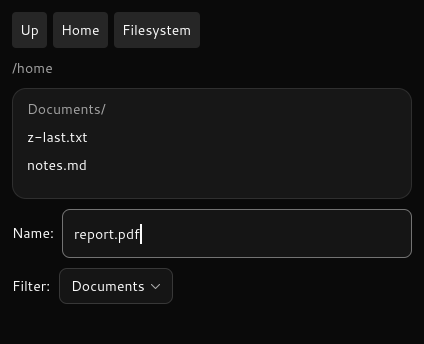 Up Home Filesystem
/home
Documents/
z-last.txt
notes.md
Name: report.pdf
Filter: Documents